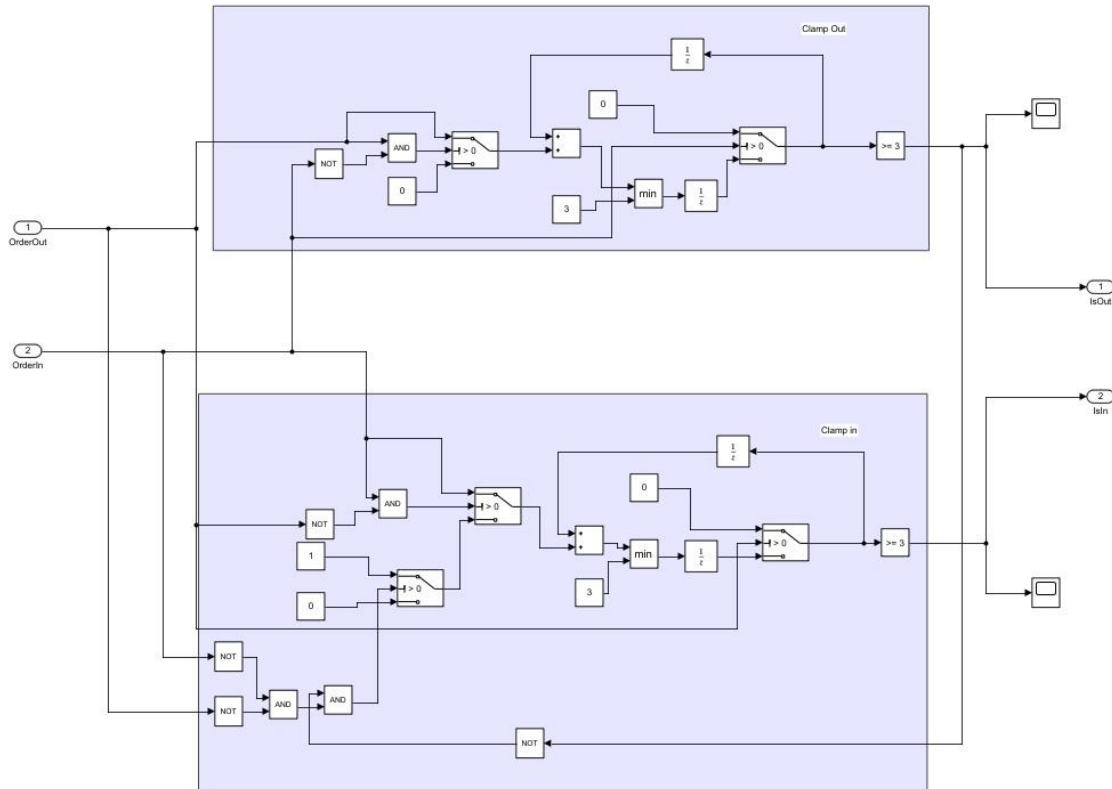 Clamp Out
1
z
0
AND
> 0
+
+
> 0
>= 3
NOT
0
min
1
z
3
1
OrderOut
1
IsOut
2
OrderIn
2
IsIn
Clamp in
1
z
0
> 0
AND
NOT
+
+
min
1
z
> 0
>= 3
1
> 0
0
3
NOT
AND
AND
NOT
NOT